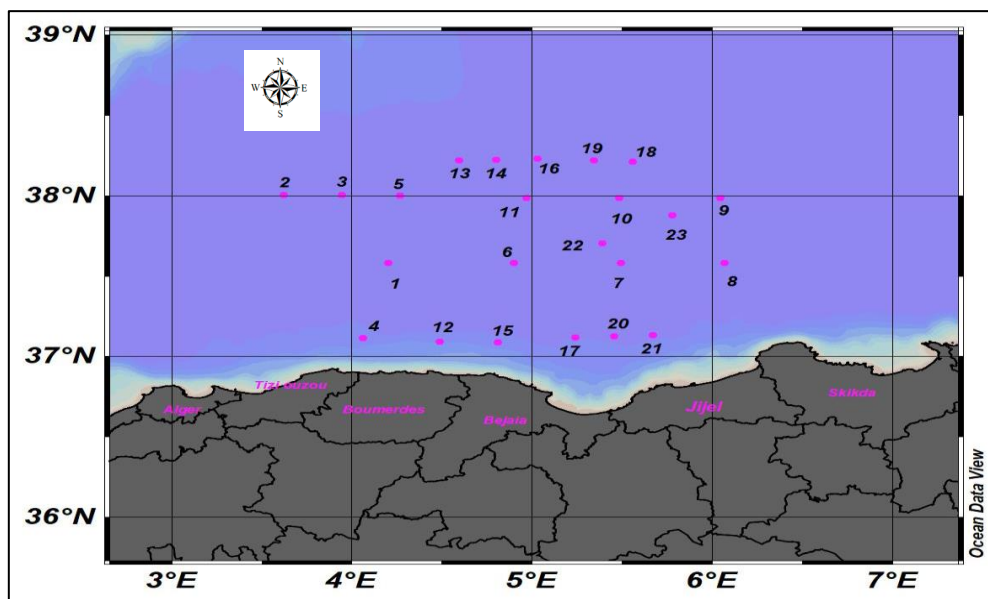 39°N
N
W E
S
19 18
13 14 16
2 3 5
38°N
11 10 9
22 23
6
1 7 8
4 12 15 20
17 21
37°N
Tizi ouzou
Alger Boumerdes Bejaia Jijel Skikda
36°N
3°E 4°E 5°E 6°E 7°E
Ocean Data View